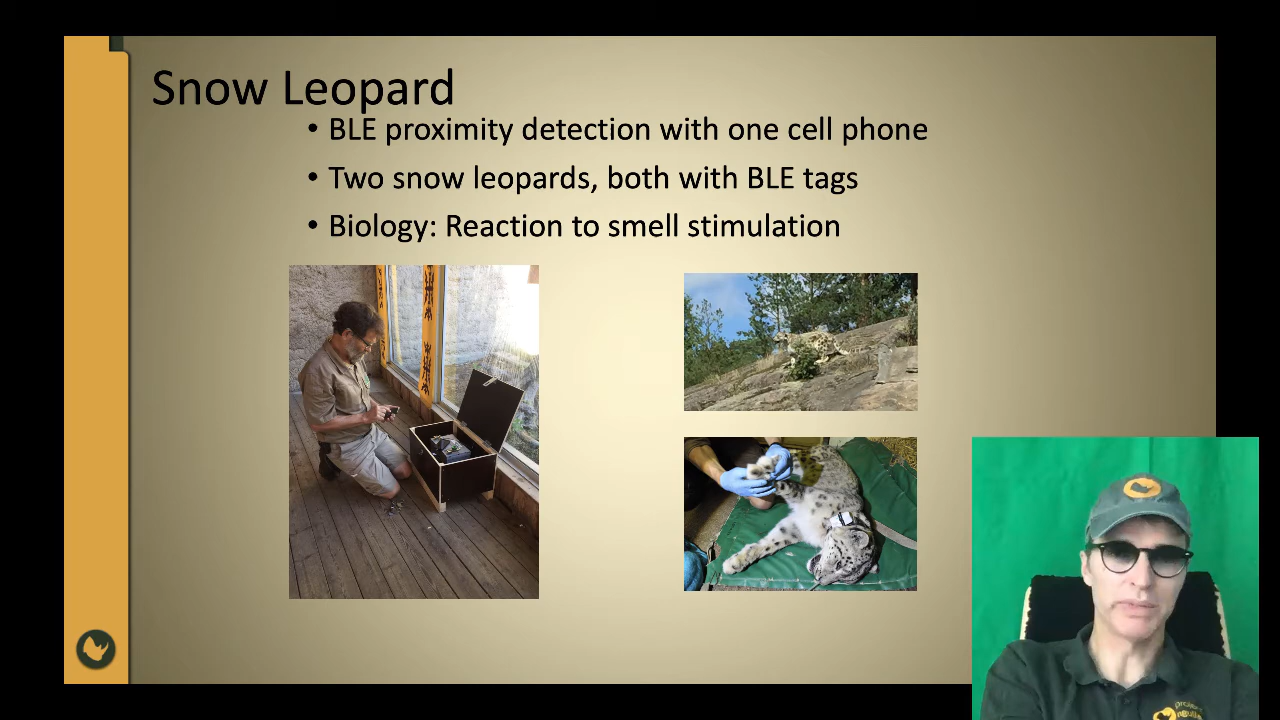 Snow Leopard
• BLE proximity detection with one cell phone
• Two snow leopards, both with BLE tags
• Biology: Reaction to smell stimulation